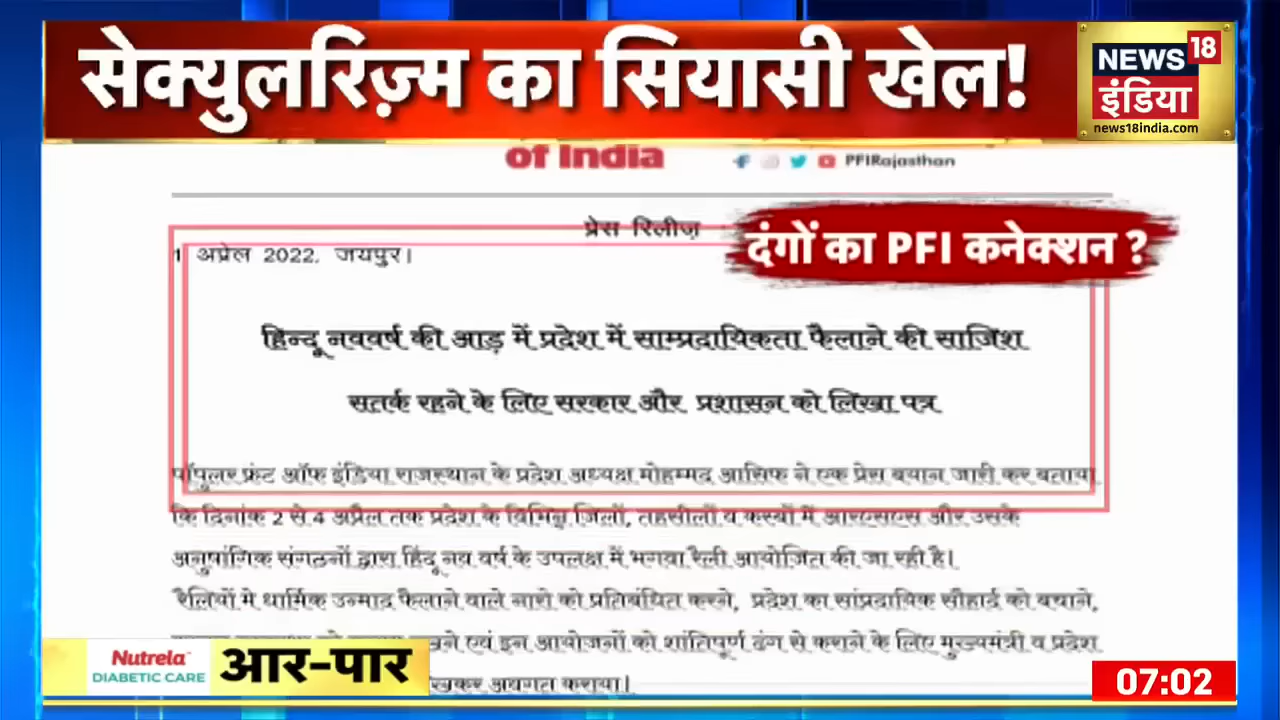 सेक्युलरिज़्म का सियासी खेल!
NEWS 18
इंडिया
news18india.com
of India
PFIRajasthan
प्रेस रिलीज़
दंगों का PFI कनेक्शन ?
1 अप्रेल 2022, जयपुर।
हिन्दू नववर्ष की आड़ में प्रदेश में साम्प्रदायिकता फैलाने की साजिश
सतर्क रहने के लिए सरकार और प्रशासन को लिखा पत्र
पॉपुलर फ्रंट ऑफ इंडिया राजस्थान के प्रदेश अध्यक्ष मोहम्मद आसिफ ने एक प्रेस बयान जारी कर बताया
कि दिनांक 2 से 4 अप्रैल तक प्रदेश के विभिन्न जिलों, तहसीलों व कस्बों में आरएसएस और उसके
अनुषांगिक संगठनों द्वारा हिंदू नव वर्ष के उपलक्ष में भगवा रैली आयोजित की जा रही है।
रैलियों मे धार्मिक उन्माद फैलाने वाले नारो को प्रतिबंधित करने, प्रदेश का सांप्रदायिक सौहार्द को बचाने,
एवं इन आयोजनों को शांतिपूर्ण ढंग से कराने के लिए मुख्यमंत्री व प्रदेश
अवगत कराया।
Nutrela
DIABETIC CARE
आर-पार
07:02